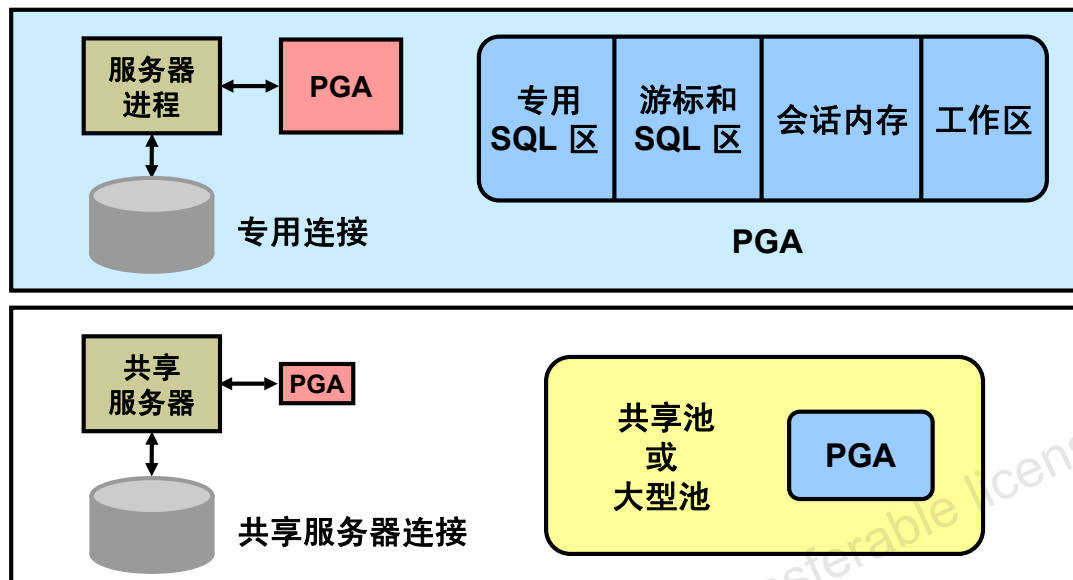 服务器
进程
PGA
专用
SQL 区
游标和
SQL 区
会话内存
工作区
专用连接
PGA
共享
服务器
PGA
共享池
或
大型池
PGA
共享服务器连接